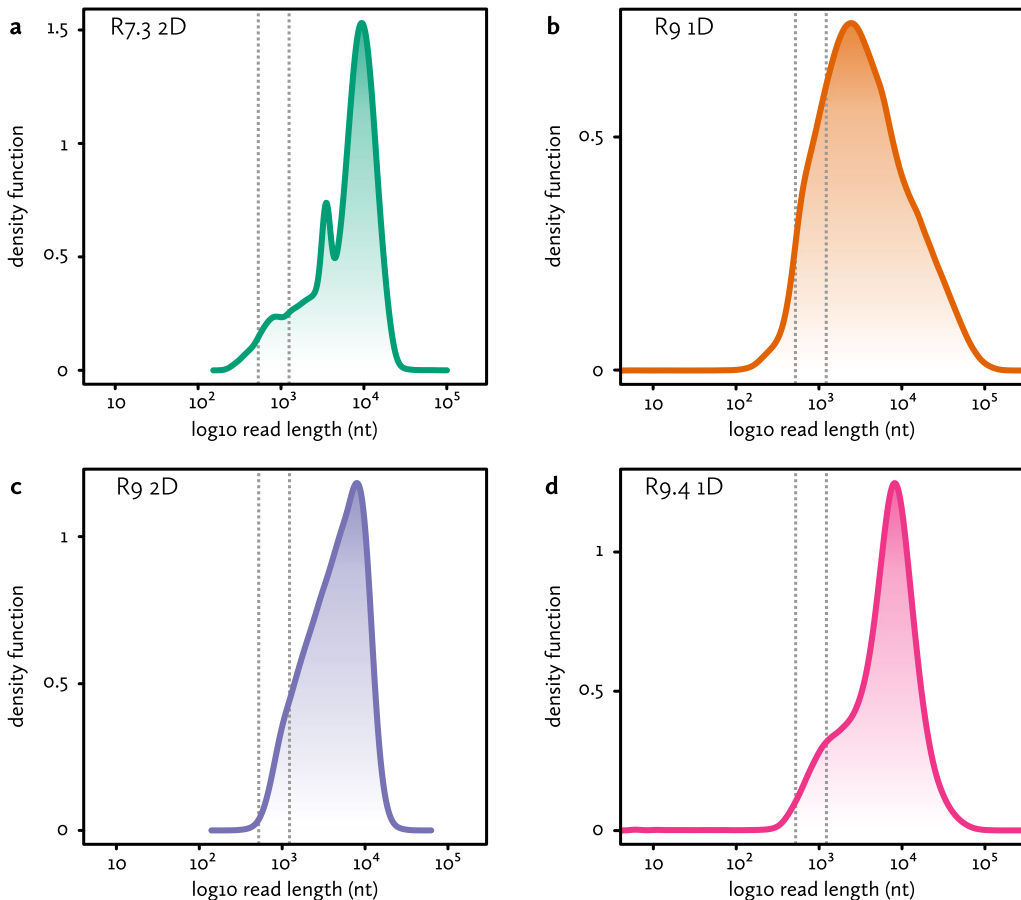 a
R7.3 2D
1.5
1
0.5
0
density function
10 10² 10³ 10⁴ 10⁵
log10 read length (nt)
b
R9 1D
0.5
0
density function
10 10² 10³ 10⁴ 10⁵
log10 read length (nt)
c
R9 2D
1
0.5
0
density function
10 10² 10³ 10⁴ 10⁵
log10 read length (nt)
d
R9.4 1D
1
0.5
0
density function
10 10² 10³ 10⁴ 10⁵
log10 read length (nt)